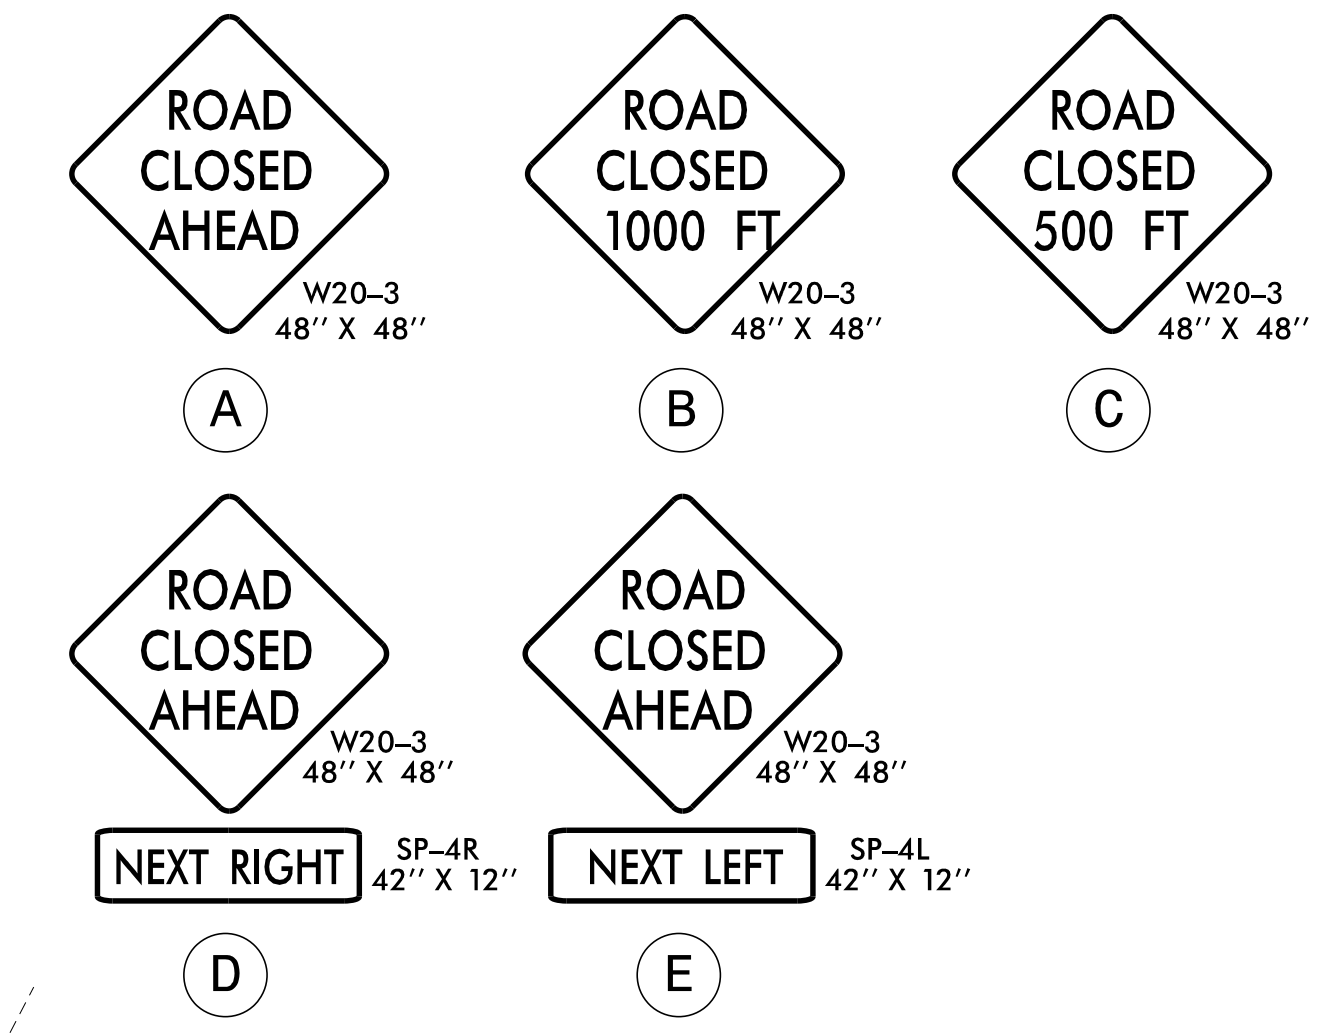 ROAD
CLOSED
AHEAD
W20–3
48'' X 48''
A
ROAD
CLOSED
1000 FT
W20–3
48'' X 48''
B
ROAD
CLOSED
500 FT
W20–3
48'' X 48''
C
ROAD
CLOSED
AHEAD
W20–3
48'' X 48''
NEXT RIGHT
SP–4R
42'' X 12''
D
ROAD
CLOSED
AHEAD
W20–3
48'' X 48''
NEXT LEFT
SP–4L
42'' X 12''
E